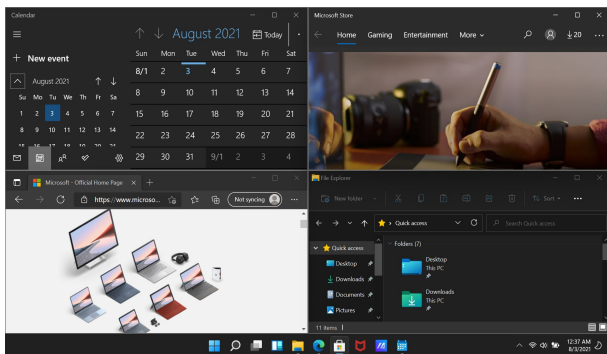 Calendar
August 2021
Today
New event
Sun Mon Tue Wed Thu Fri Sat
8/1 2 3 4 5 6 7
8 9 10 11 12 13 14
15 16 17 18 19 20 21
22 23 24 25 26 27 28
29 30 31 9/1 2 3 4
August 2021
Su Mo Tu We Th Fr Sa
1 2 3 4 5 6 7
8 9 10 11 12 13 14
Microsoft Store
Home Gaming Entertainment More
20
Microsoft - Official Home Page
https://www.microso...
Not syncing
File Explorer
New folder
Sort
Quick access
Search Quick access
Quick access
Desktop
Downloads
Documents
Pictures
Folders (7)
Desktop
This PC
Downloads
This PC
11 items
12:37 AM
8/3/2021